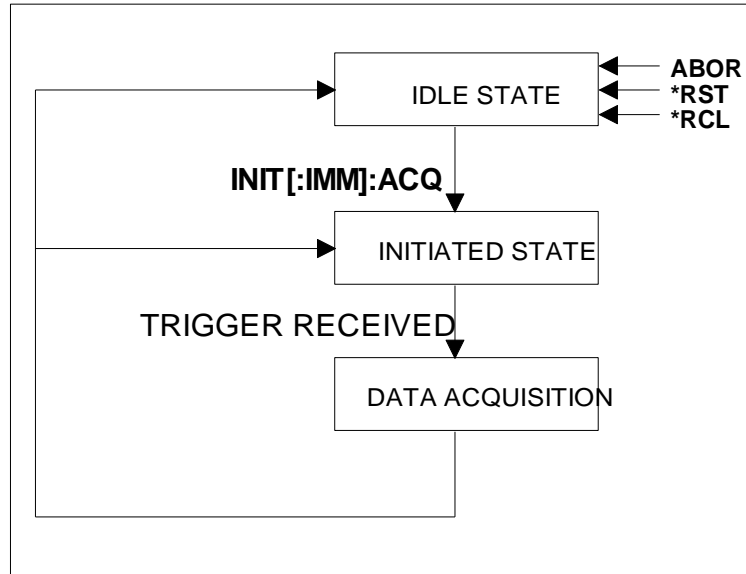 IDLE STATE
ABOR
*RST
*RCL
INIT[:IMM]:ACQ
INITIATED STATE
TRIGGER RECEIVED
DATA ACQUISITION